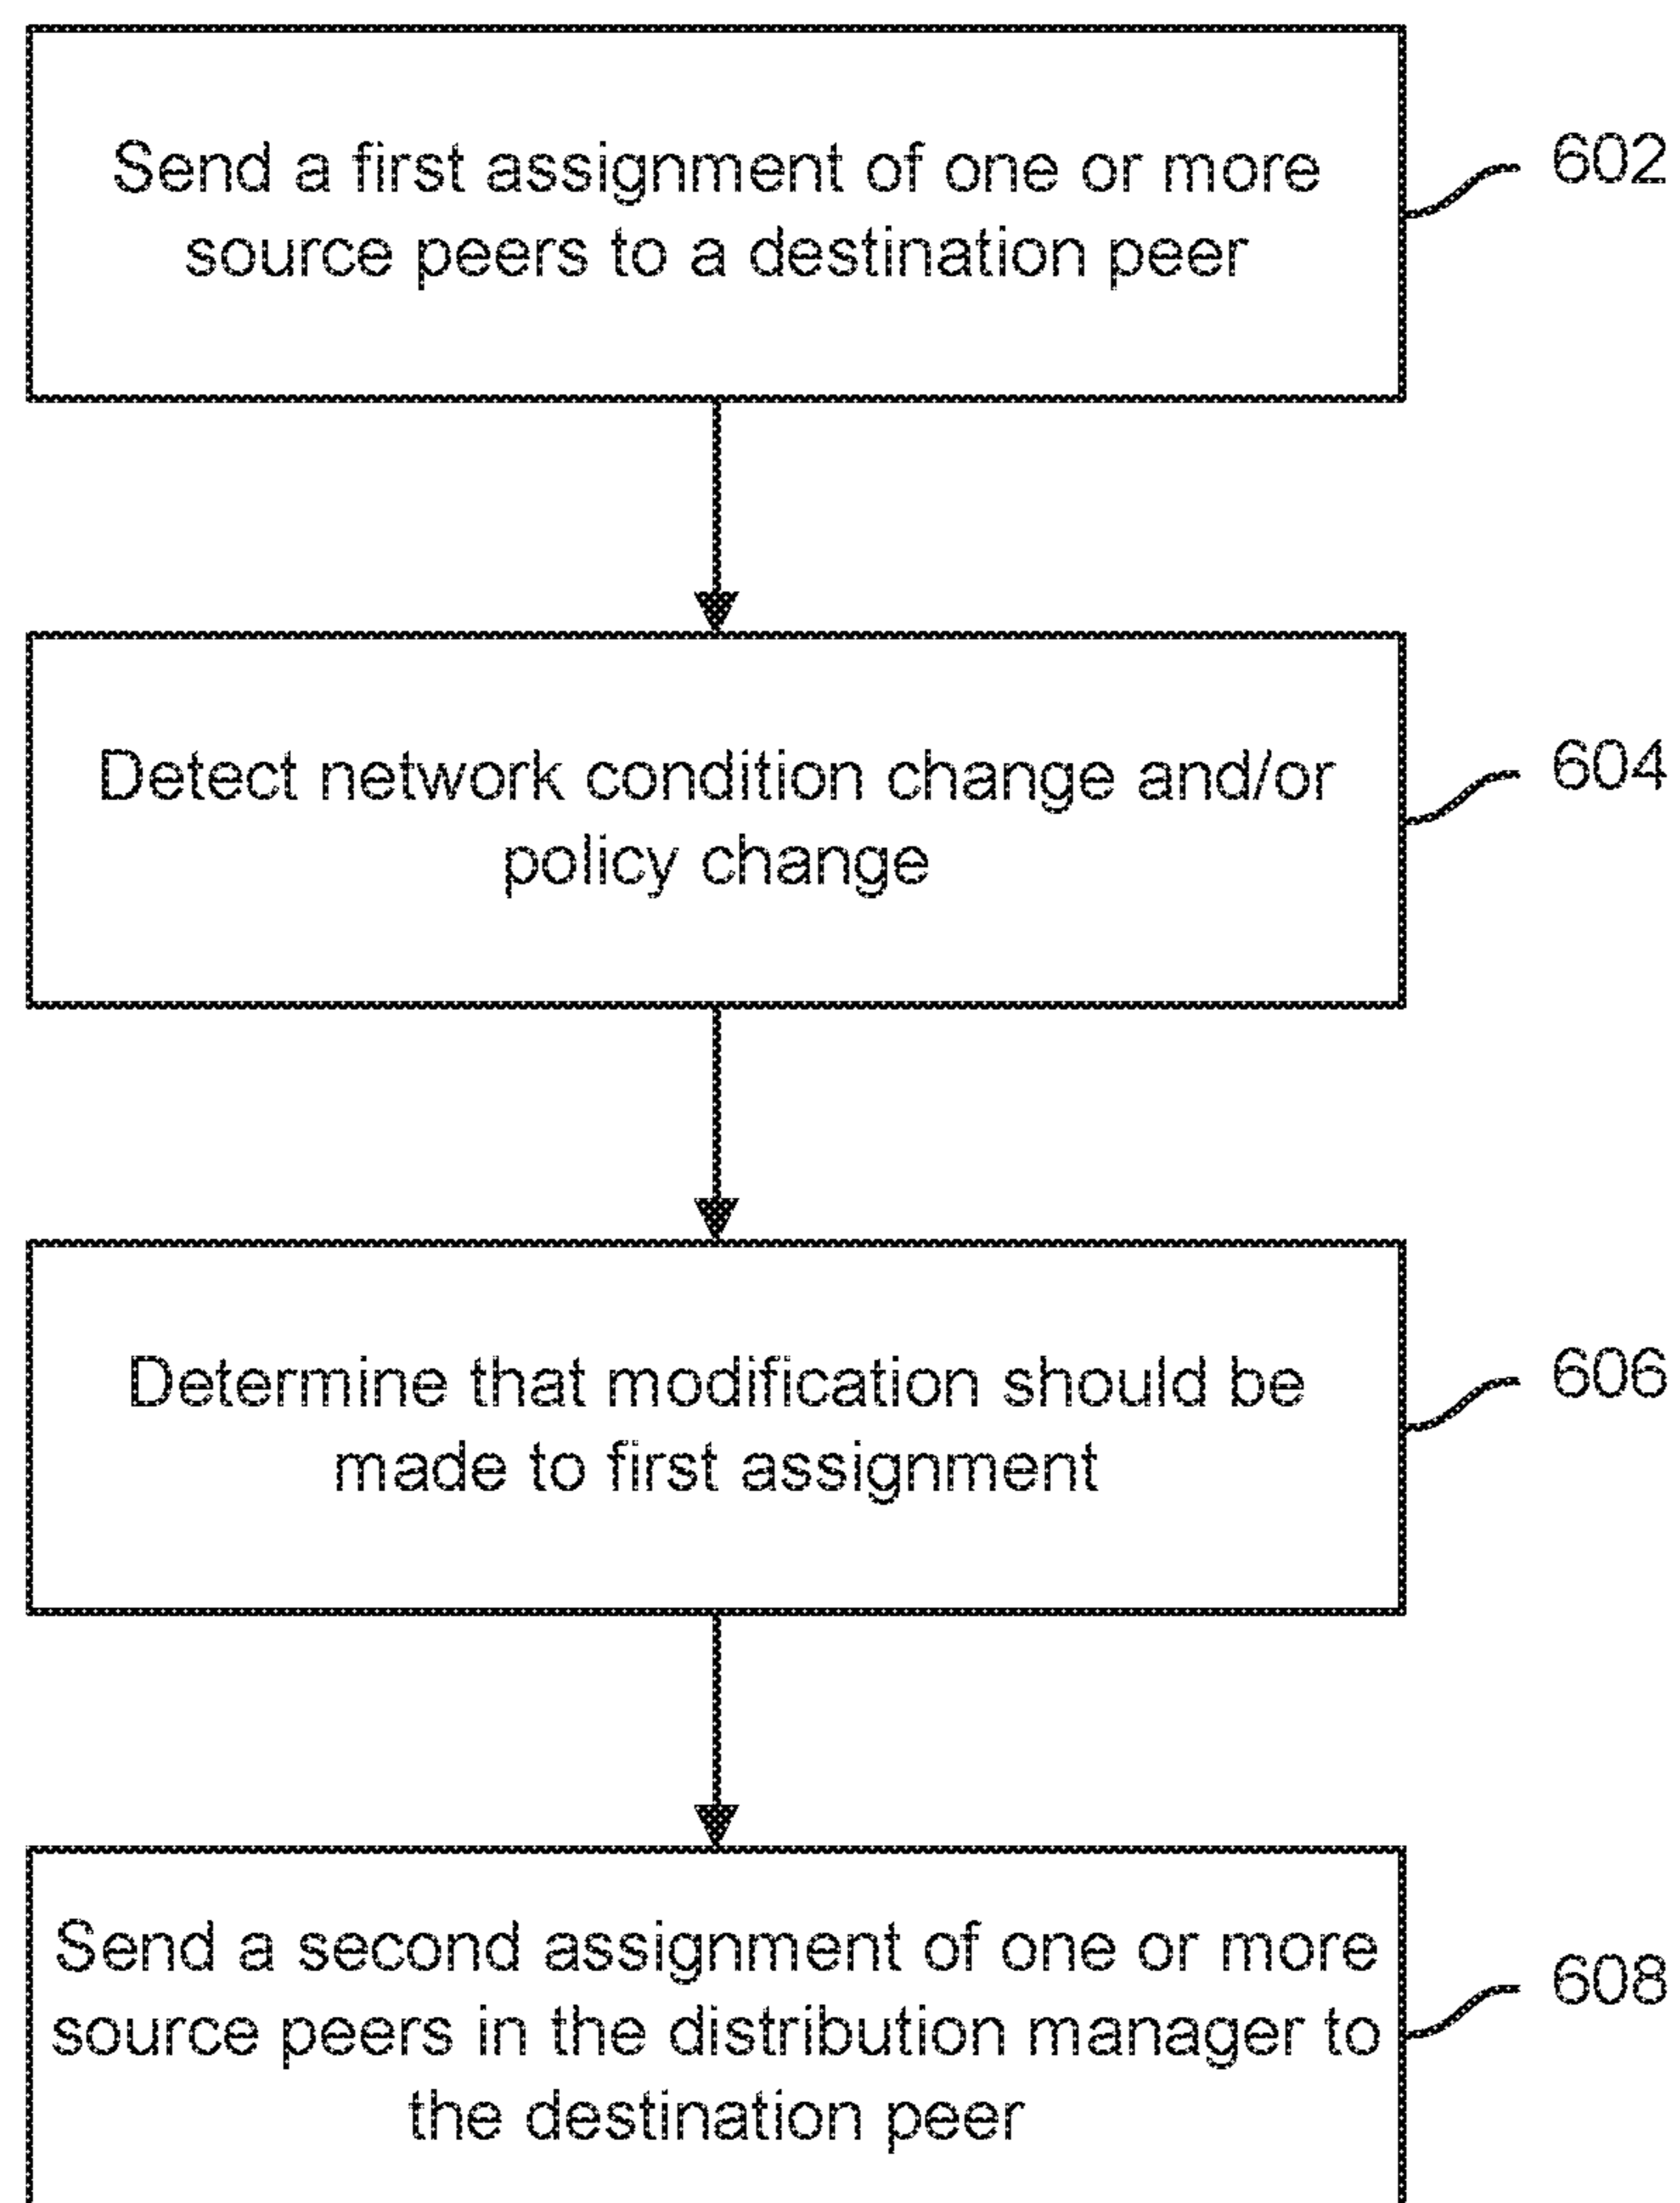 Send a first assignment of one or more
source peers to a destination peer
602
Detect network condition change and/or
policy change
604
Determine that modification should be
made to first assignment
606
Send a second assignment of one or more
source peers in the distribution manager to
the destination peer
608